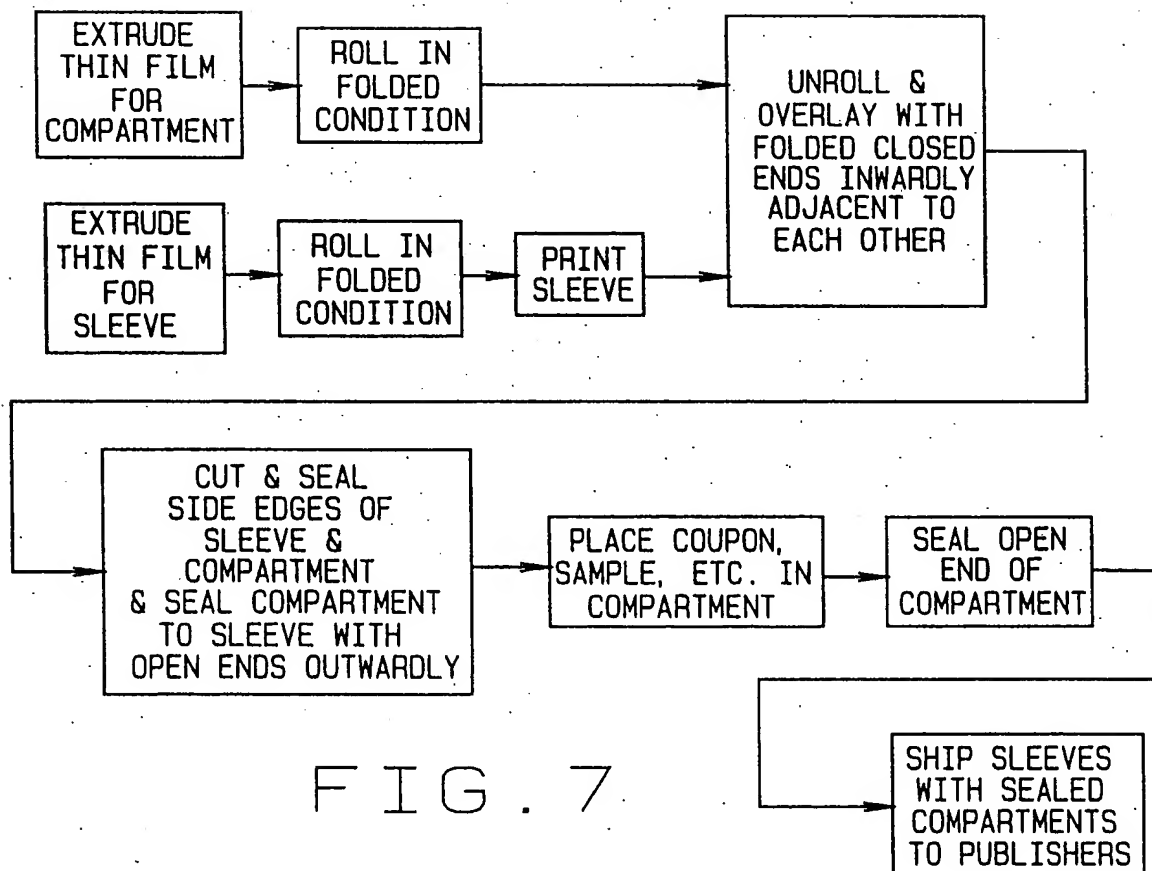 EXTRUDE
THIN FILM
FOR
COMPARTMENT
ROLL IN
FOLDED
CONDITION
UNROLL &
OVERLAY WITH
FOLDED CLOSED
ENDS INWARDLY
ADJACENT TO
EACH OTHER
EXTRUDE
THIN FILM
FOR
SLEEVE
ROLL IN
FOLDED
CONDITION
PRINT
SLEEVE
CUT & SEAL
SIDE EDGES OF
SLEEVE &
COMPARTMENT
& SEAL COMPARTMENT
TO SLEEVE WITH
OPEN ENDS OUTWARDLY
PLACE COUPON,
SAMPLE, ETC. IN
COMPARTMENT
SEAL OPEN
END OF
COMPARTMENT
SHIP SLEEVES
WITH SEALED
COMPARTMENTS
TO PUBLISHERS
FIG. 7